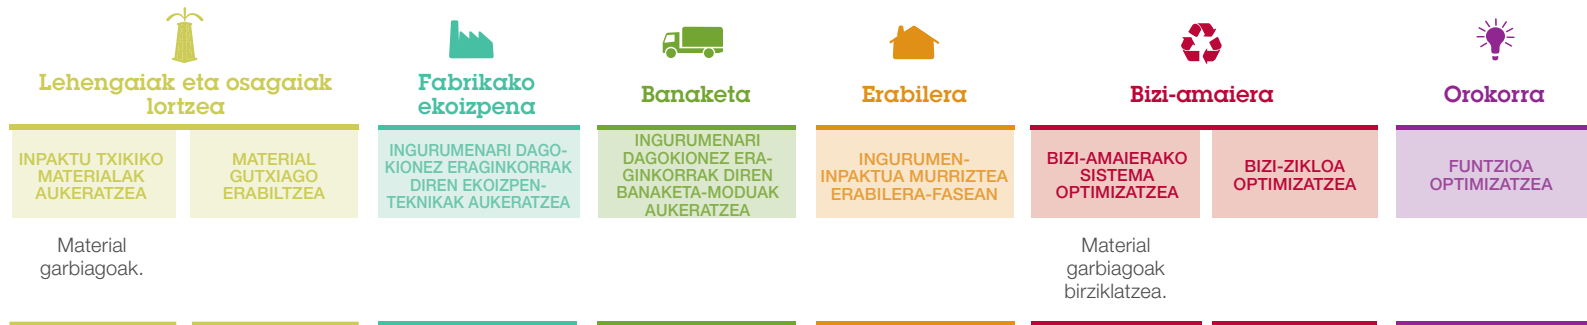 Lehengaiak eta osagaiak
lortzea
Fabrikako
ekoizpena
Banaketa
Erabilera
Bizi-amaiera
Orokorra
INPAKTU TXIKIKO
MATERIALAK
AUKERATZEA
MATERIAL
GUTXIAGO
ERABILTZEA
INGURUMENARI DAGO-
KIONEZ ERAGINKORRAK
DIREN EKOIZPEN-
TEKNIKAK AUKERATZEA
INGURUMENARI
DAGOKIONEZ ERA-
GINKORRAK DIREN
BANAKETA-MODUAK
AUKERATZEA
INGURUMEN-
INPAKTUA MURRIZTEA
ERABILERA-FASEAN
BIZI-AMAIERAKO
SISTEMA
OPTIMIZATZEA
BIZI-ZIKLOA
OPTIMIZATZEA
FUNTZIOA
OPTIMIZATZEA
Material
garbiagoak.
Material
garbiagoak
birziklatzea.